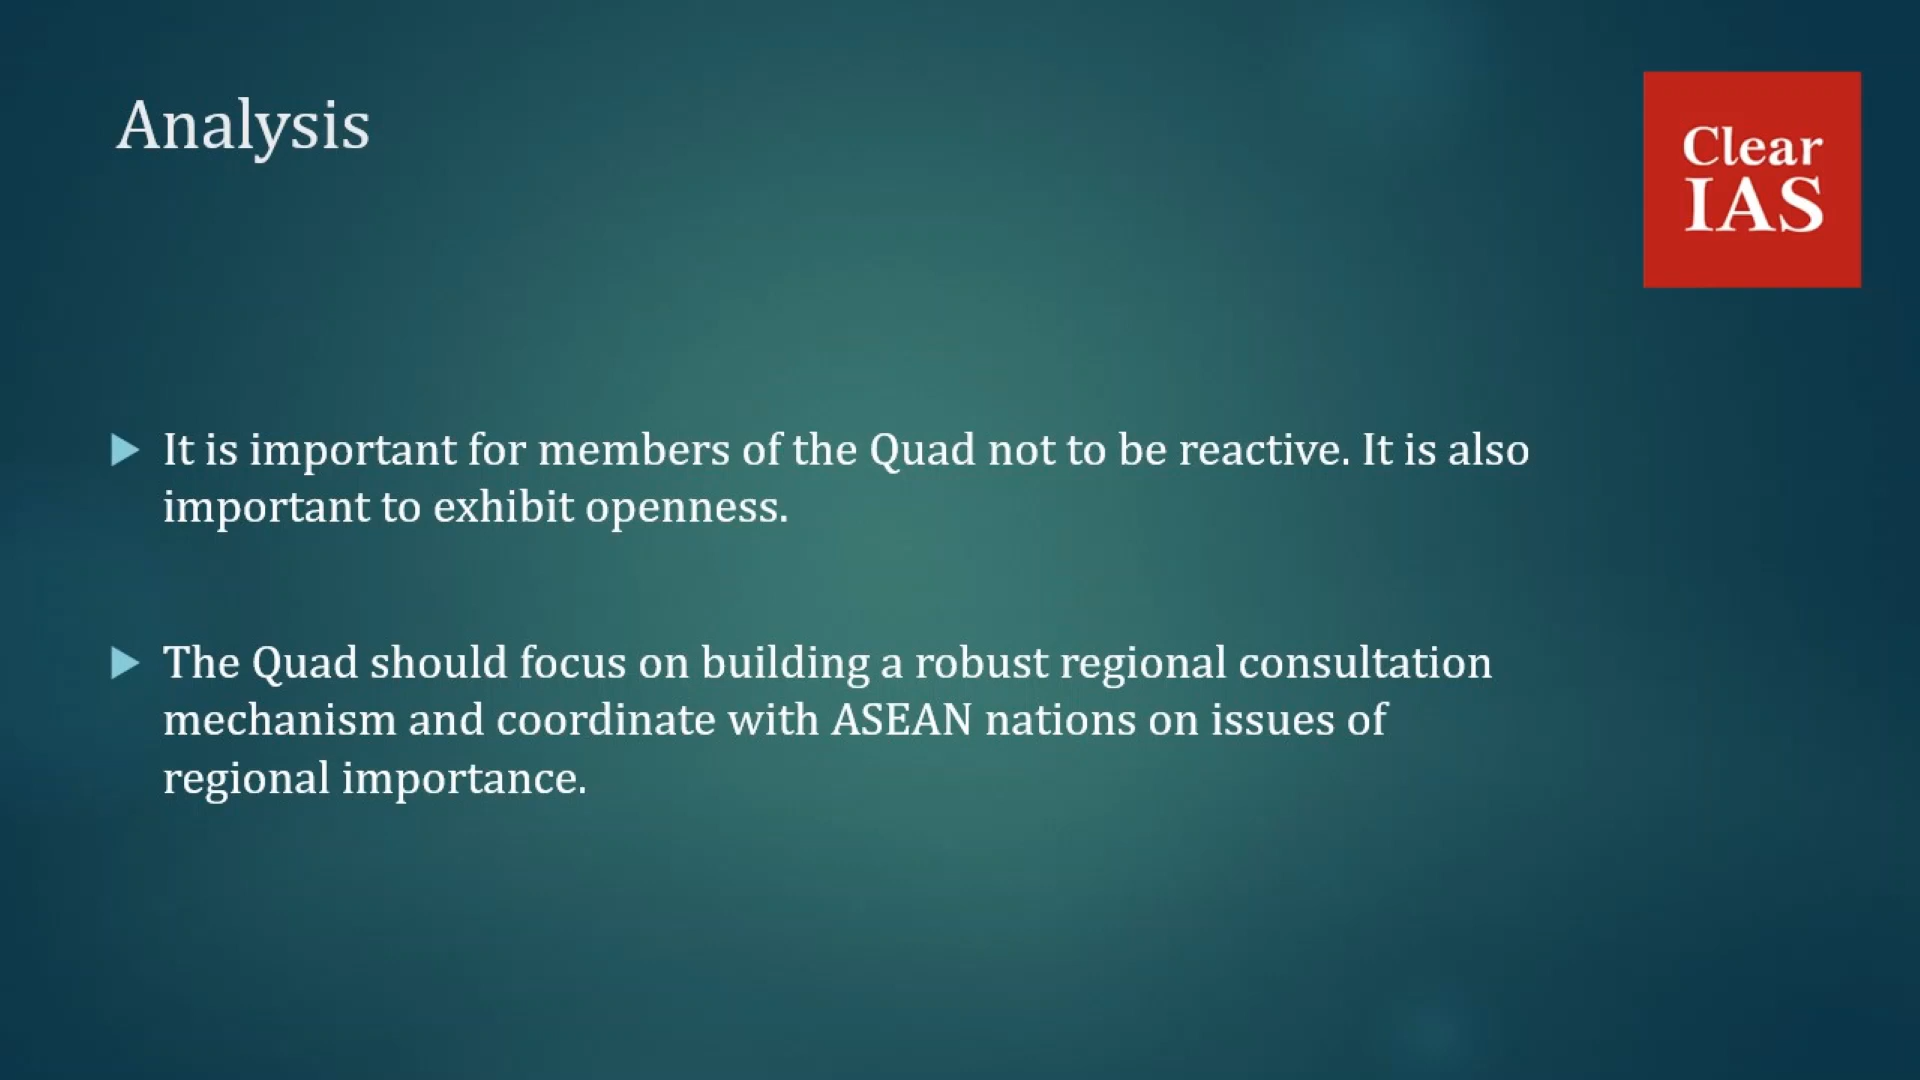 Analysis
Clear
IAS
It is important for members of the Quad not to be reactive. It is also
important to exhibit openness.
The Quad should focus on building a robust regional consultation
mechanism and coordinate with ASEAN nations on issues of
regional importance.